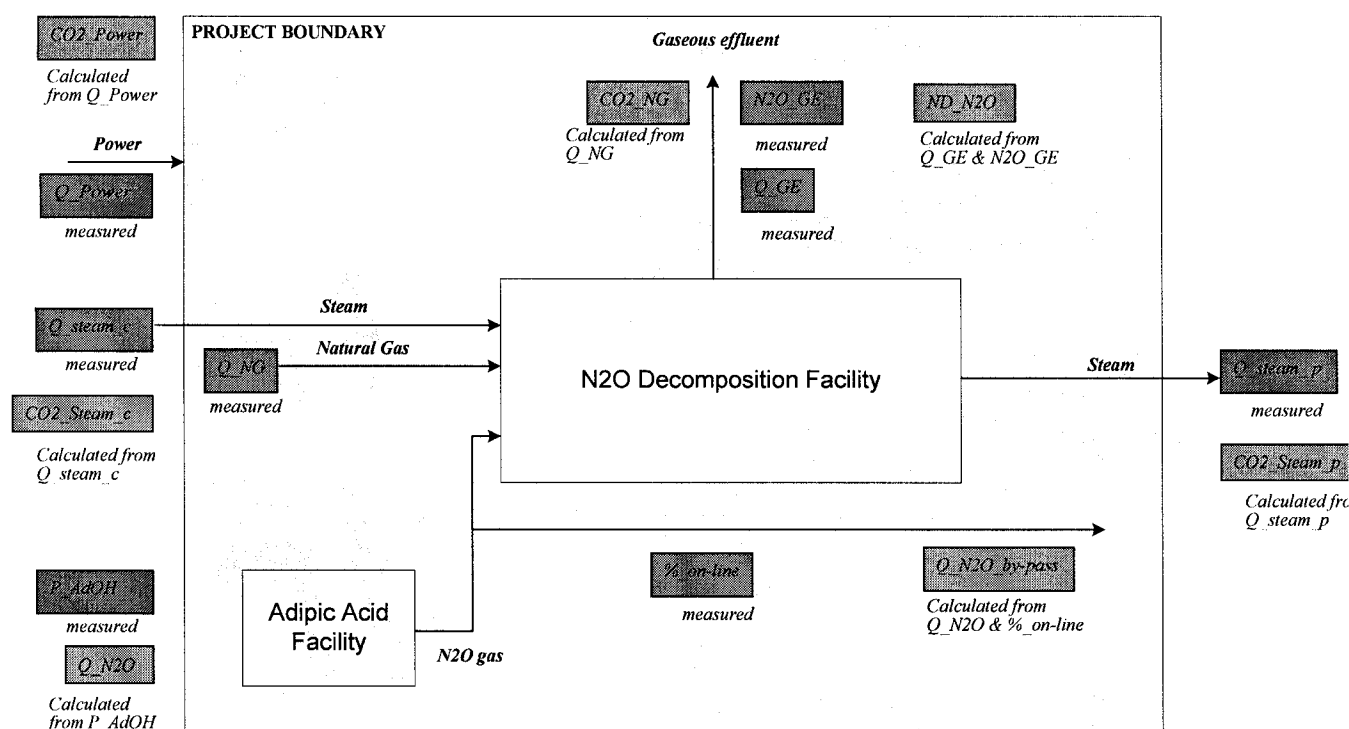 CO2_Power
PROJECT BOUNDARY
Gaseous effluent
Calculated
from Q_Power
CO2_NG
N2O_GE
ND_N2O
Calculated from
Q_NG
measured
Calculated from
Q_GE & N2O_GE
Power
Q_Power
measured
Q_GE
measured
Q_steam_c
measured
Steam
Natural Gas
Q_NG
measured
N2O Decomposition Facility
Steam
Q_steam_p
measured
CO2_Steam_c
Calculated from
Q_steam_c
CO2_Steam_p
Calculated fro
Q_steam_p
P_AdOH
measured
Q_N2O
Calculated
from P_AdOH
Adipic Acid
Facility
N2O gas
%_on-line
measured
Q_N2O_by-pass
Calculated from
Q_N2O & %_on-line